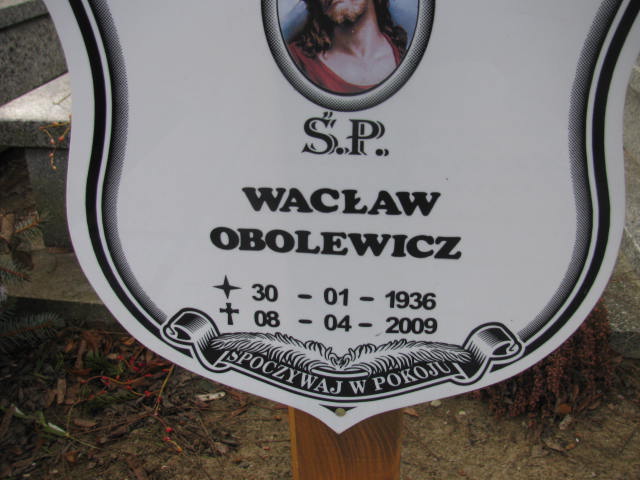 Ś.P.
WACŁAW
OBOLEWICZ
30 - 01 - 1936
08 - 04 - 2009
SPOCZYWAJ W POKOJU